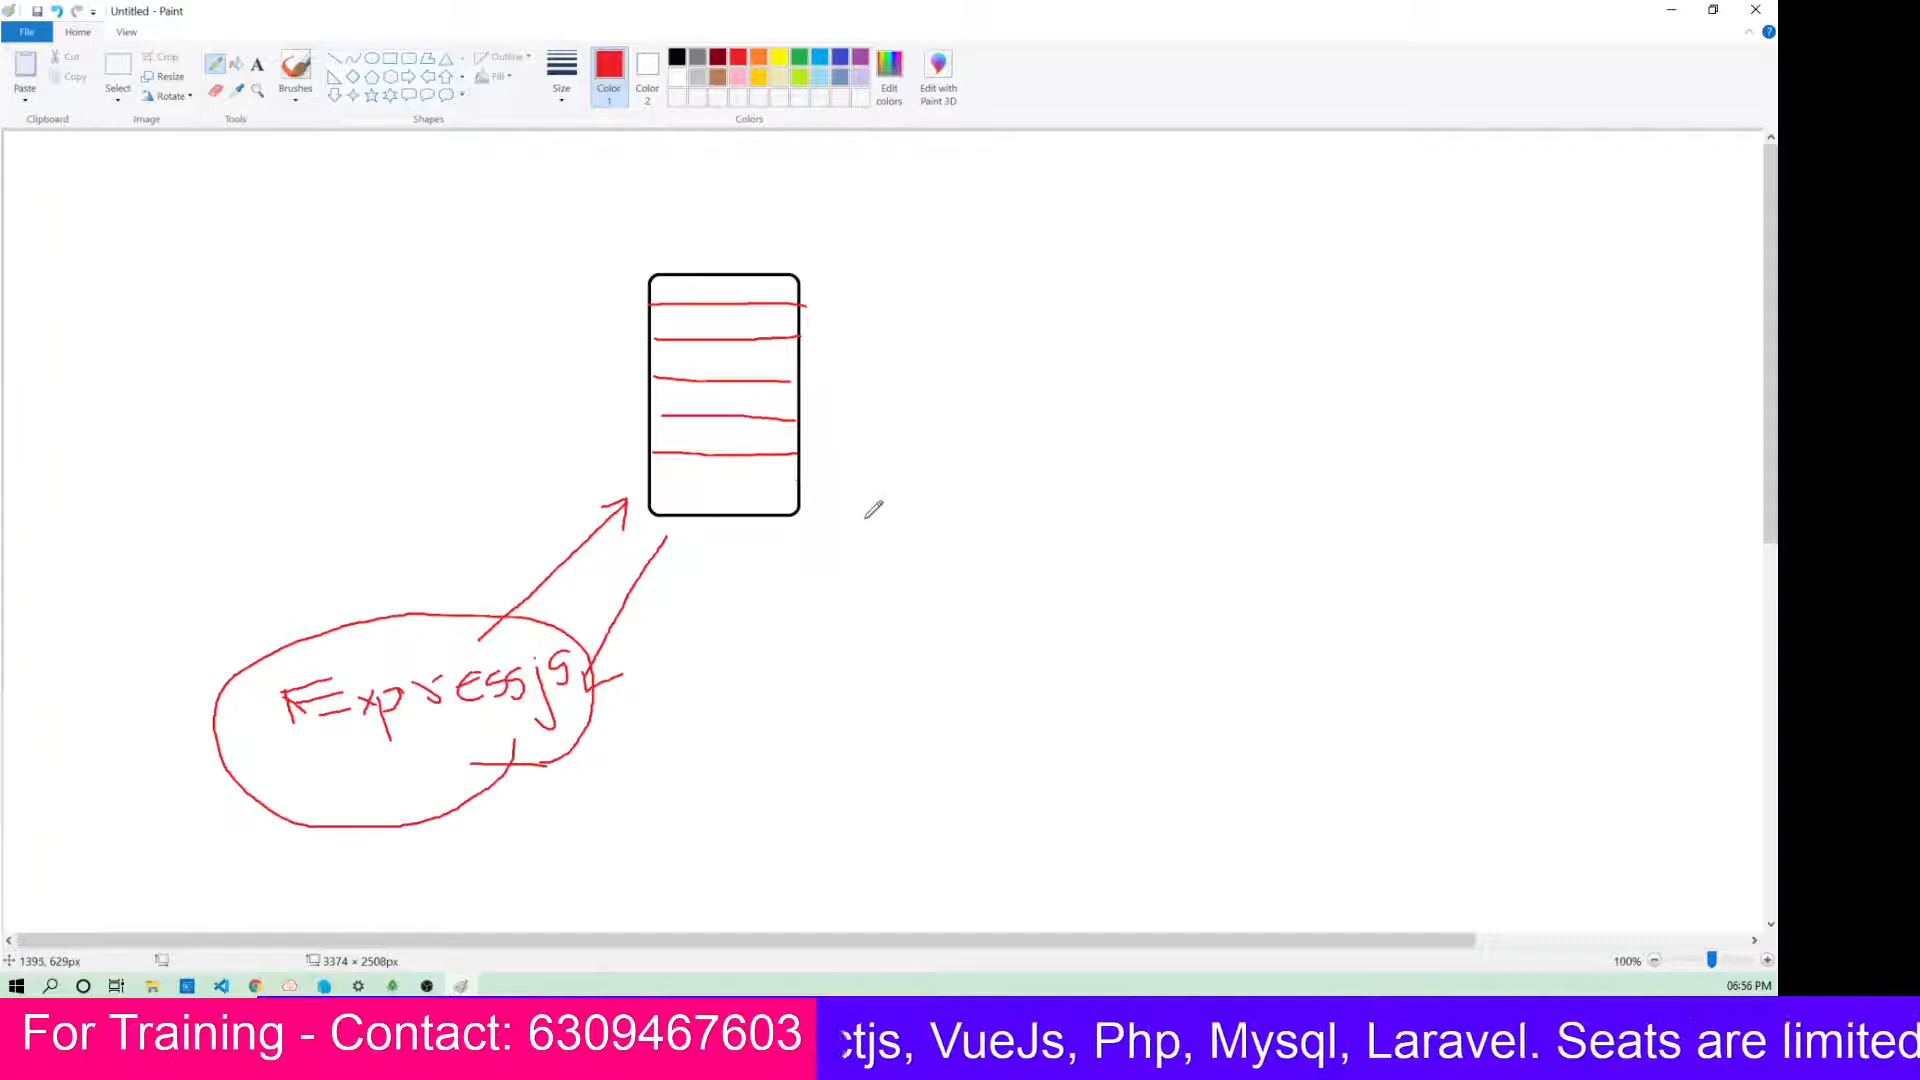 Untitled - Paint
File
Home
View
Paste
Cut
Copy
Clipboard
Select
Crop
Resize
Rotate
Image
Tools
Brushes
Shapes
Outline
Fill
Size
Color
1
Color
2
Colors
Edit
colors
Edit with
Paint 3D
Expressjs
1395, 629px
3374 × 2508px
100%
06:56 PM
For Training - Contact: 6309467603
ctjs, VueJs, Php, Mysql, Laravel. Seats are limited